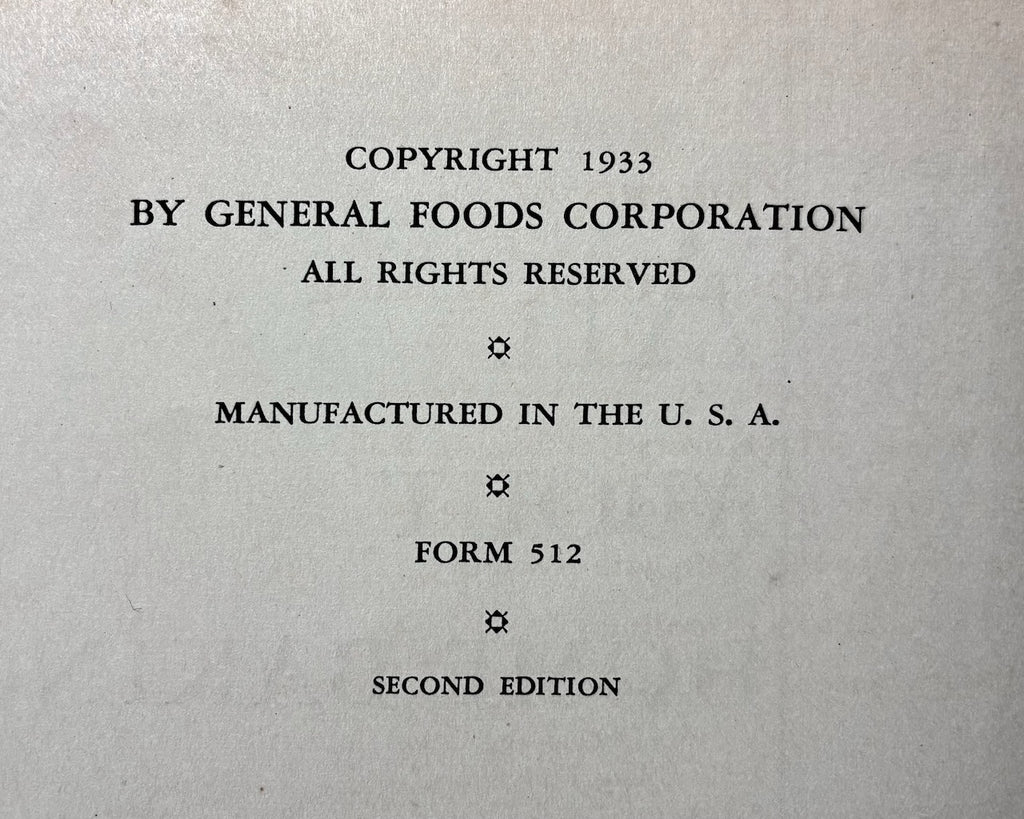 COPYRIGHT 1933
BY GENERAL FOODS CORPORATION
ALL RIGHTS RESERVED
MANUFACTURED IN THE U. S. A.
FORM 512
SECOND EDITION